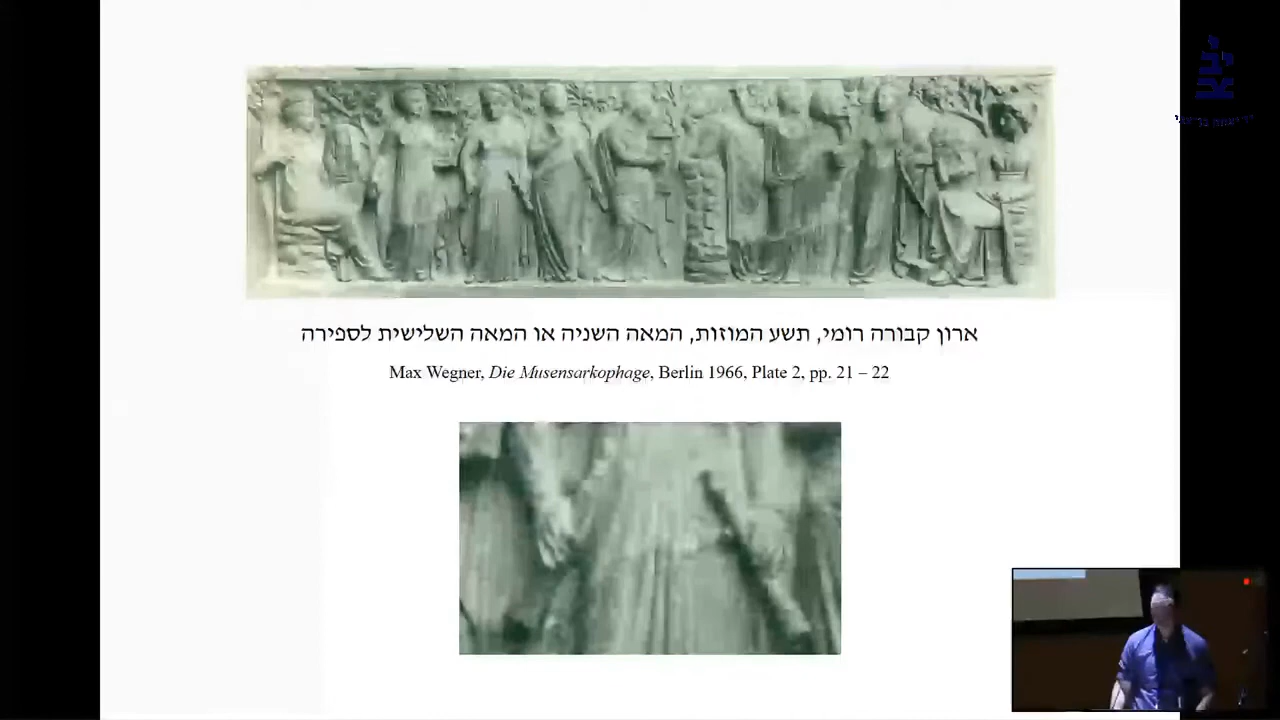 ארון קבורה רומי, תשע המוזות, המאה השניה או המאה השלישית לספירה
Max Wegner, Die Musensarkophage, Berlin 1966, Plate 2, pp. 21 – 22